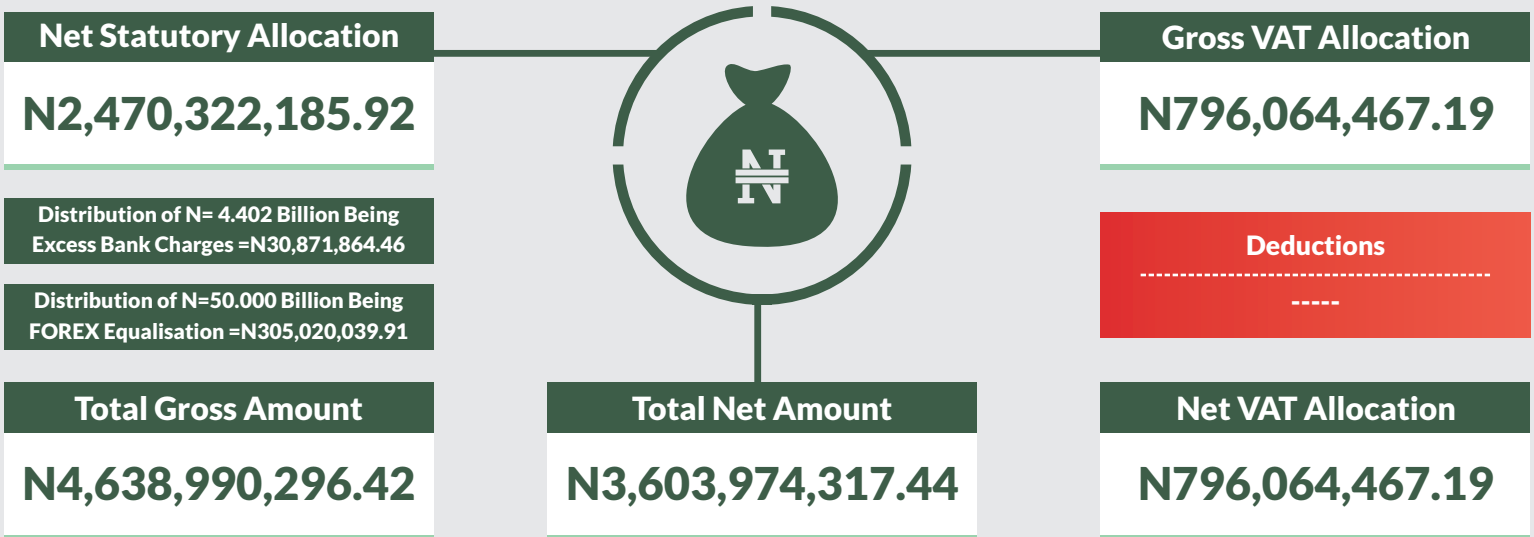 Net Statutory Allocation
N2,470,322,185.92
Distribution of N= 4.402 Billion Being
Excess Bank Charges =N30,871,864.46
Distribution of N=50.000 Billion Being
FOREX Equalisation =N305,020,039.91
Total Gross Amount
N4,638,990,296.42
₦
Total Net Amount
N3,603,974,317.44
Gross VAT Allocation
N796,064,467.19
Deductions
-----
Net VAT Allocation
N796,064,467.19